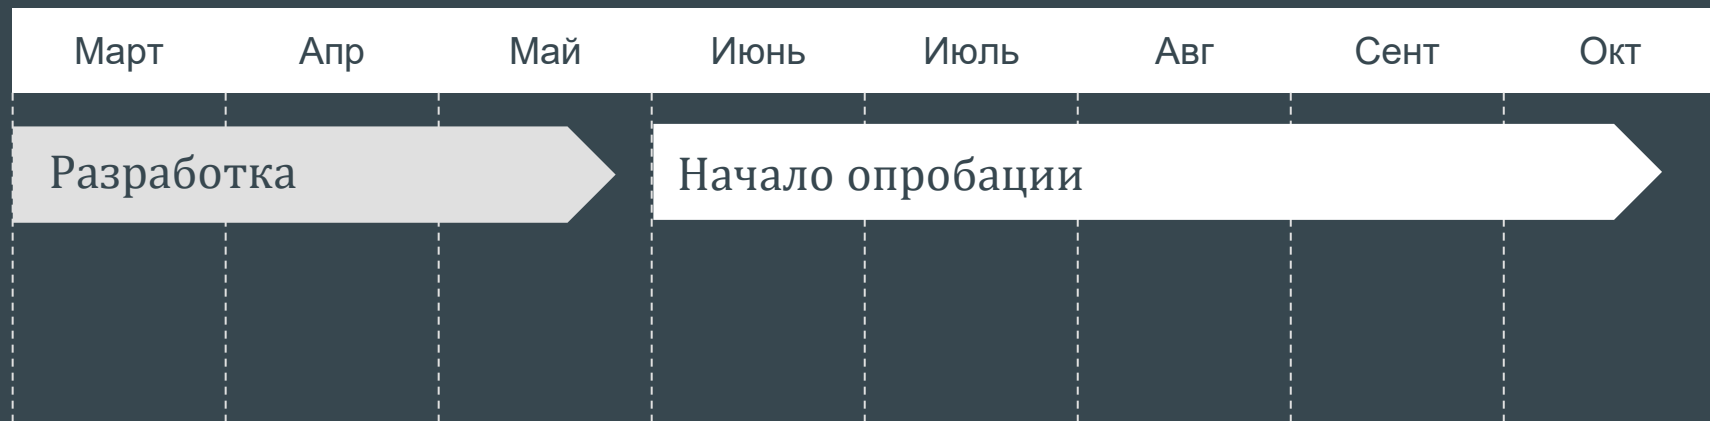 Март Апр Май Июнь Июль Авг Сент Окт
Разработка Начало опробации